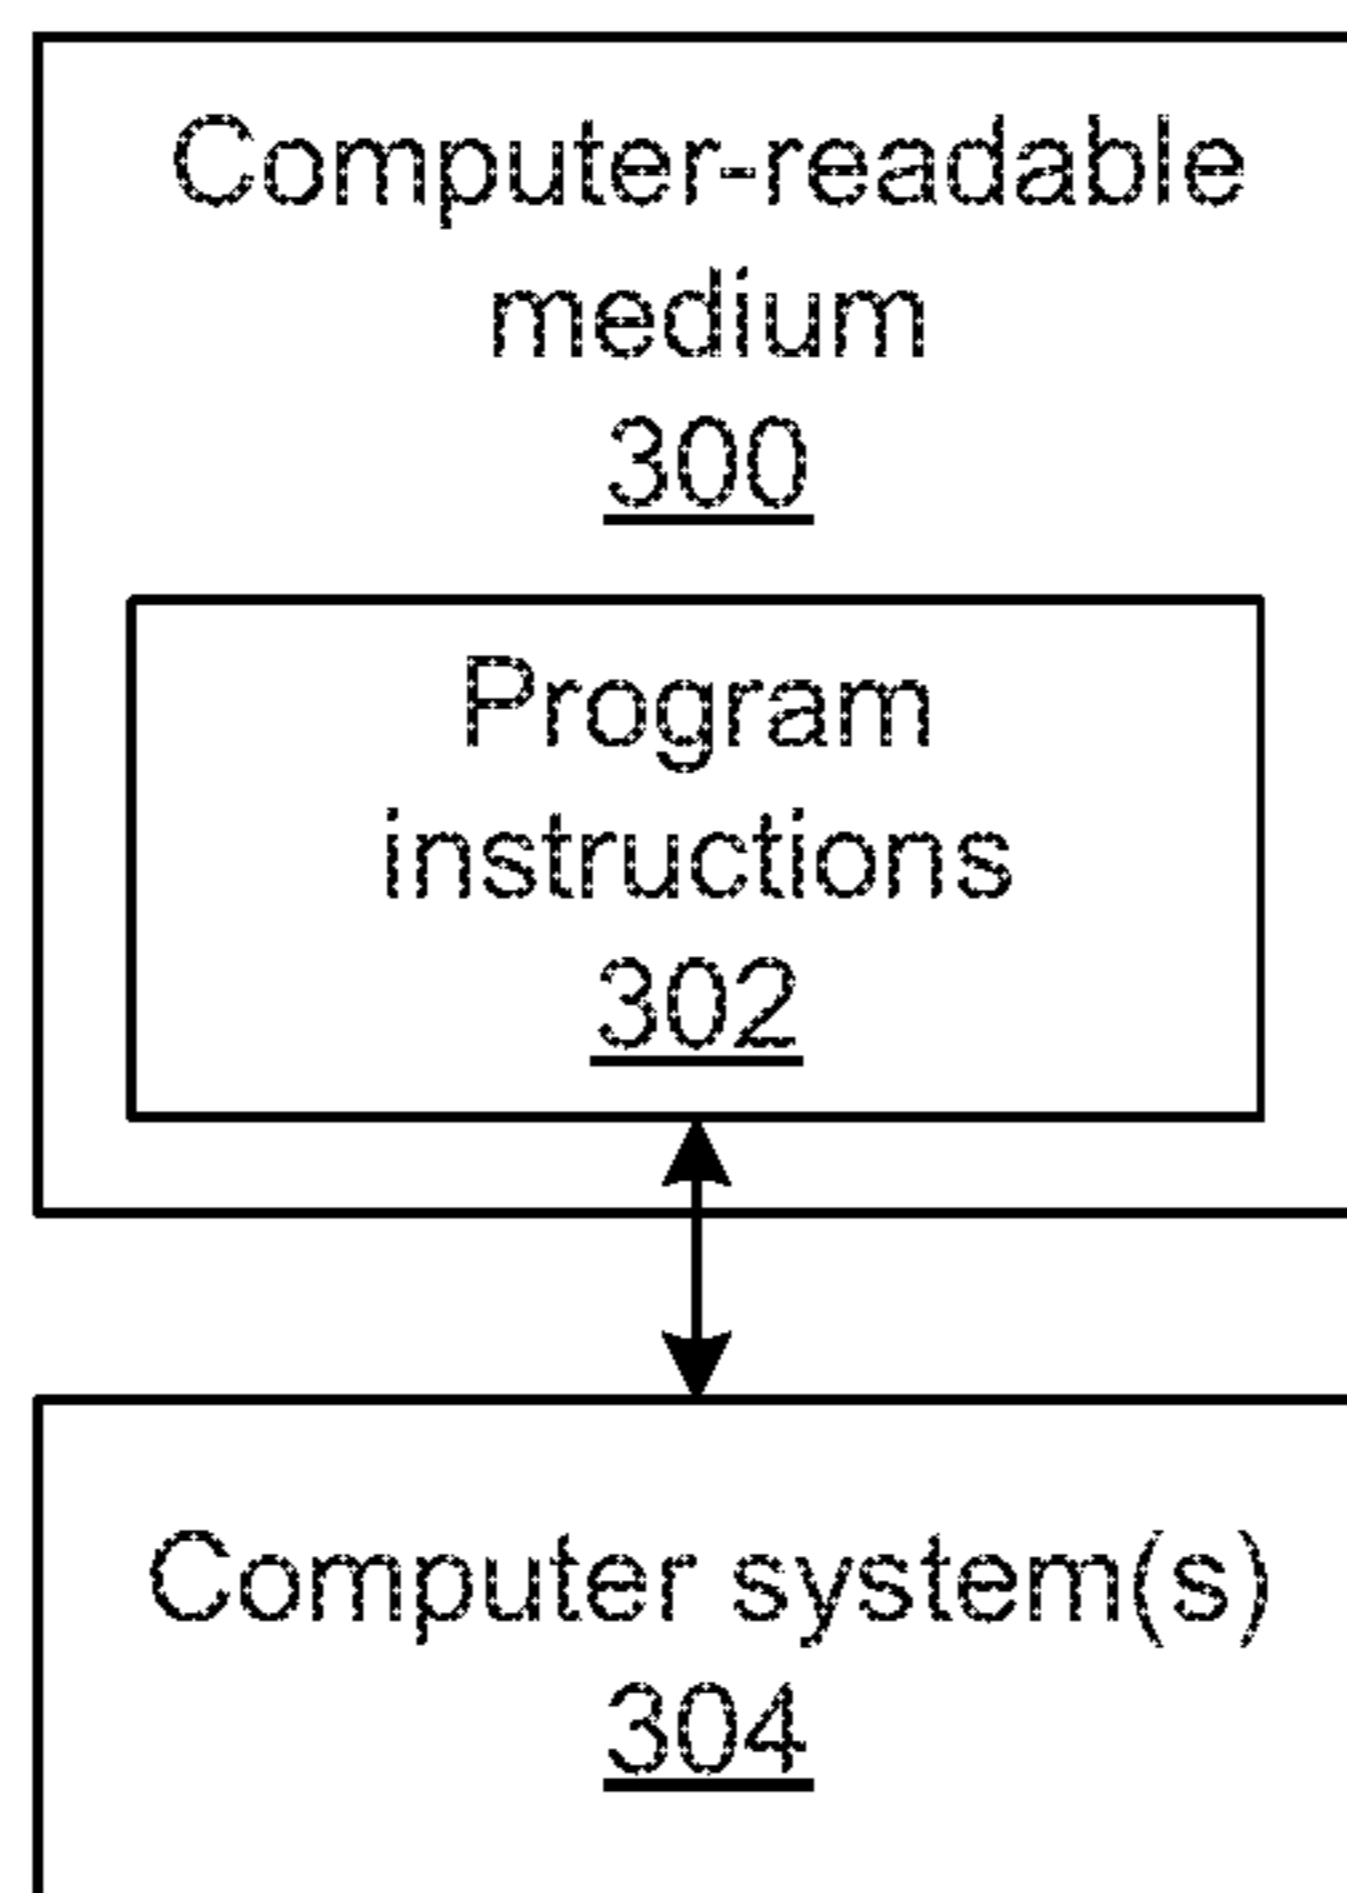 Computer-readable
medium
300
Program
instructions
302
Computer system(s)
304